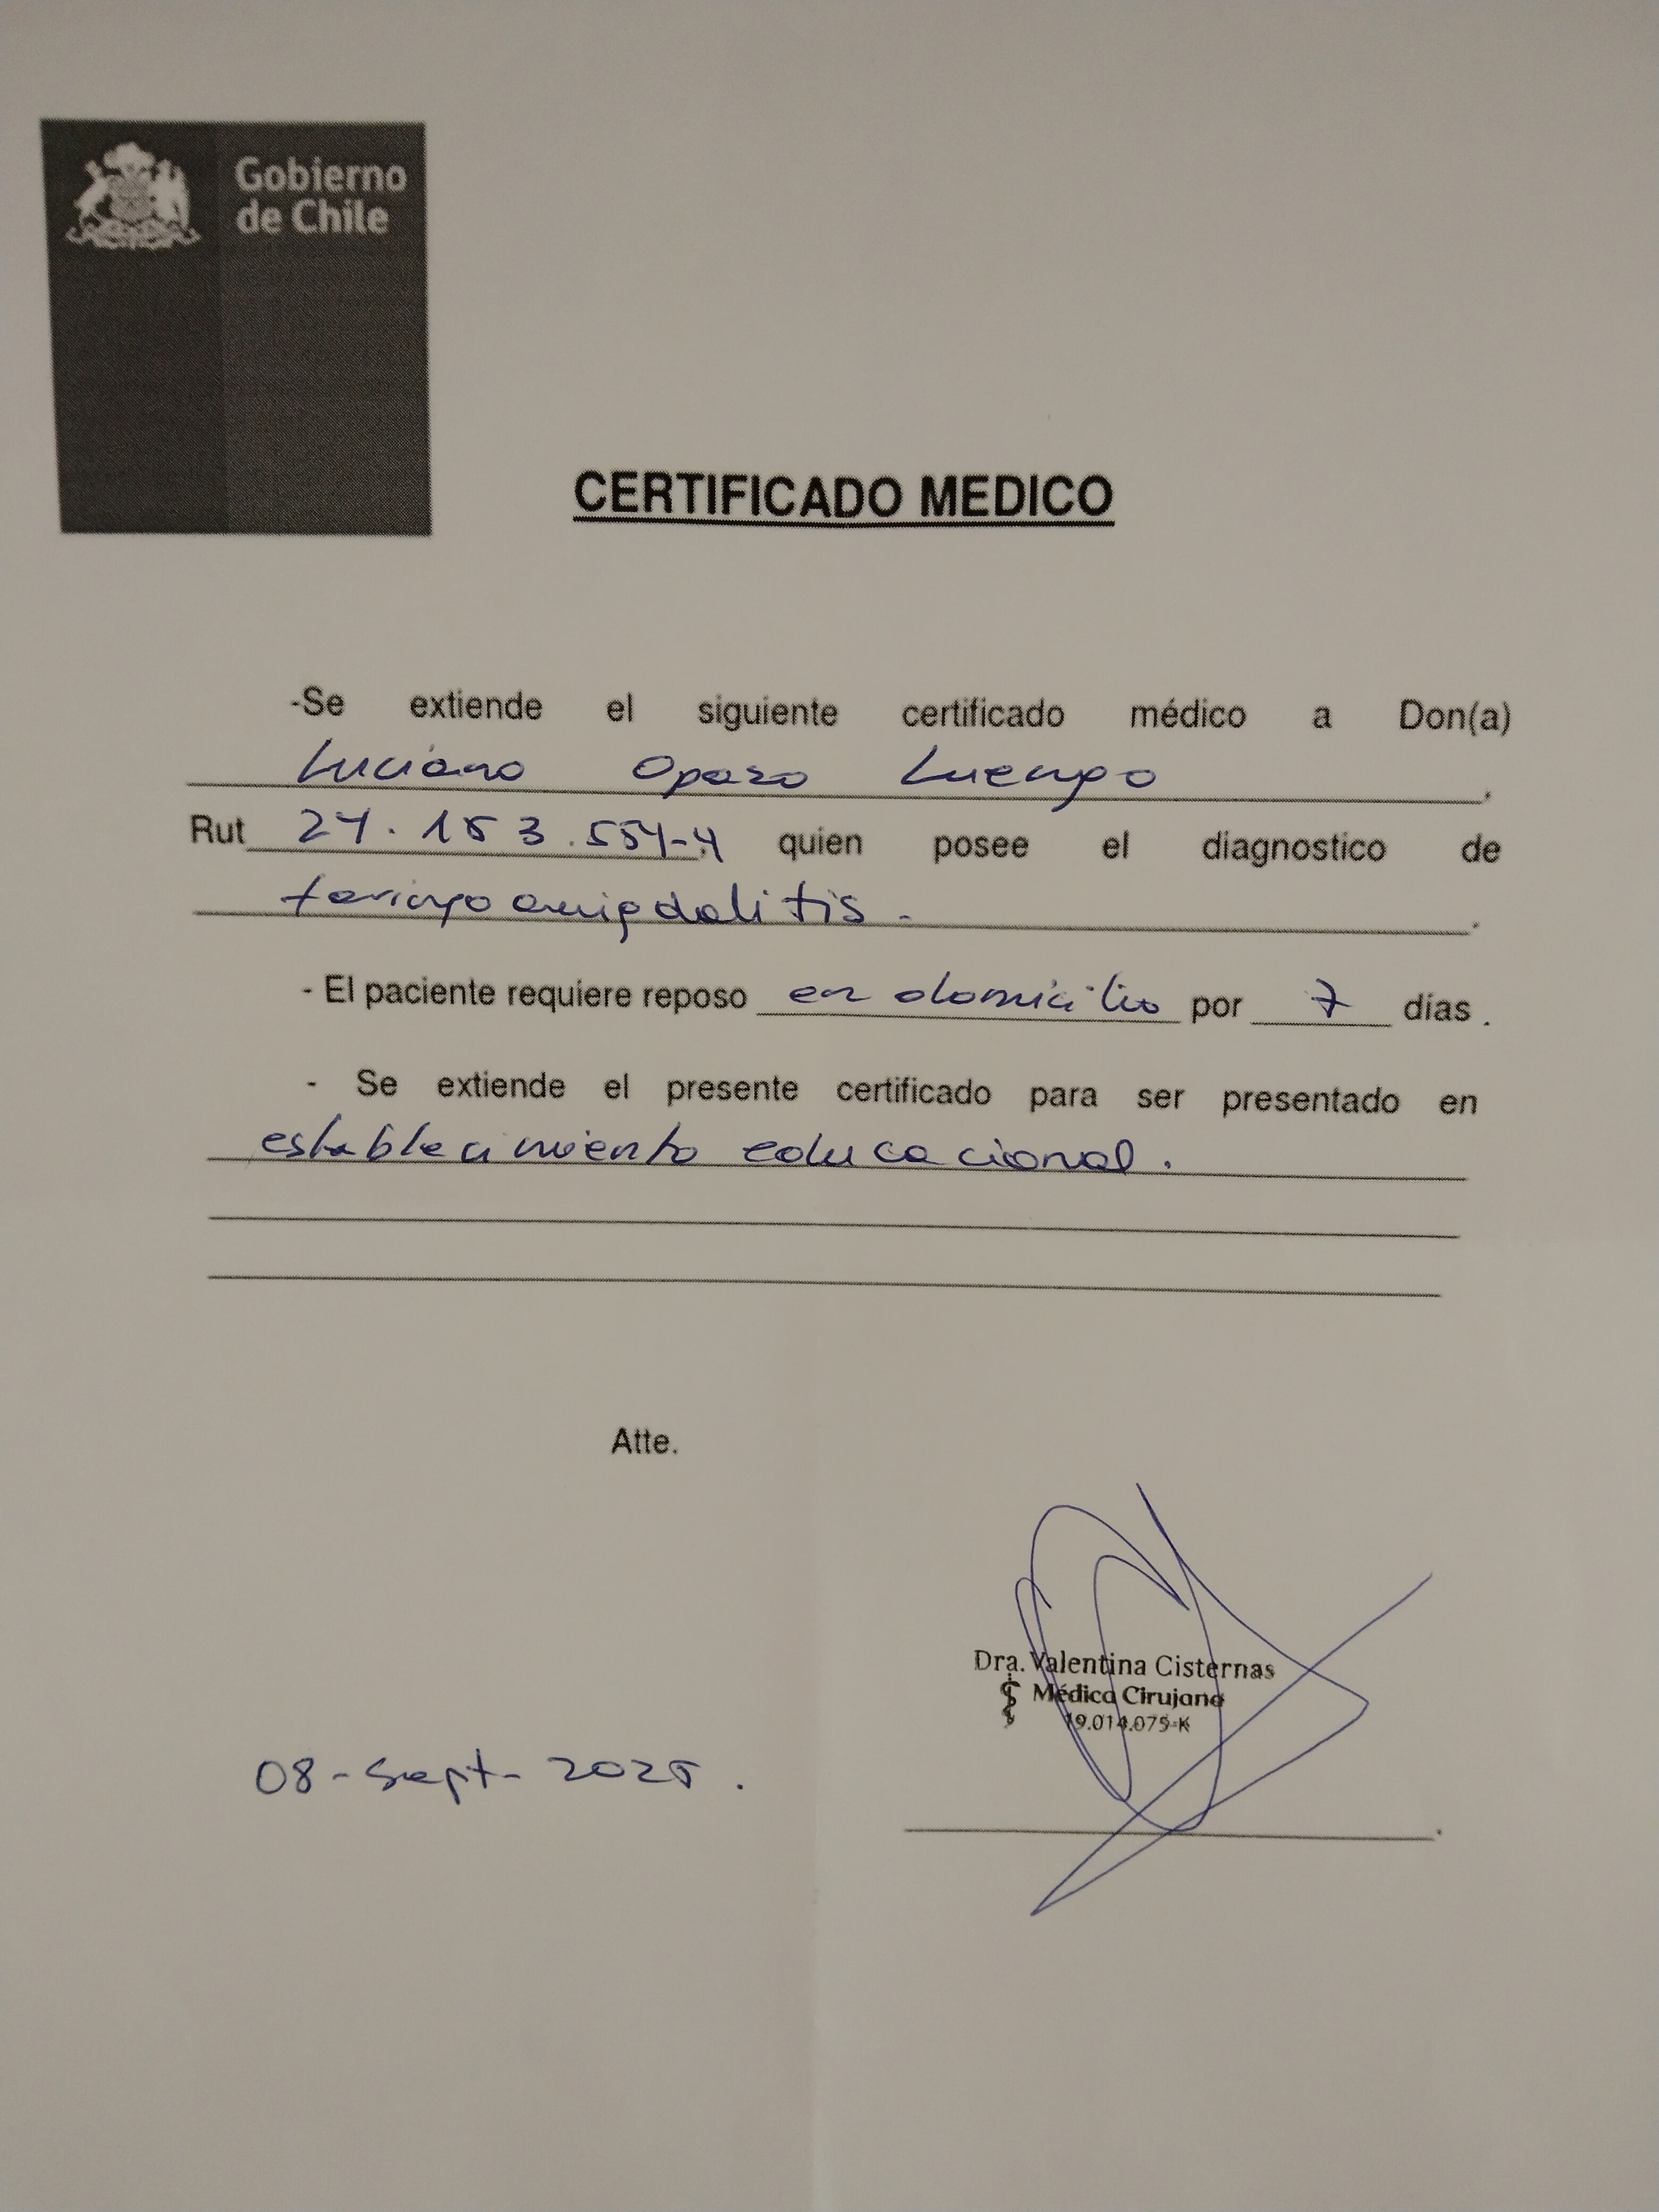 Gobierno
de Chile
CERTIFICADO MEDICO
-Se extiende el siguiente certificado médico a Don(a)
Luciano Opazo Luengo.
Rut 24.153.554-4 quien posee el diagnostico de
faringoamigdalitis.
- El paciente requiere reposo en domicilio por 7 días.
- Se extiende el presente certificado para ser presentado en
establecimiento educacional.
Atte.
Dra. Valentina Cisternas
Médica Cirujano
19.014.075-K
08-Sept-2025.